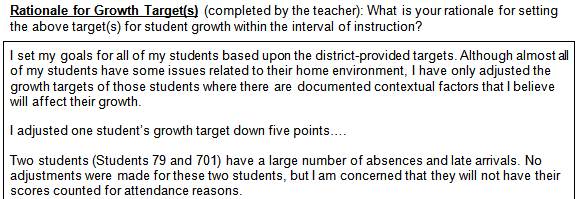 Rationale for Growth Target(s) (completed by the teacher): What is your rationale for setting
the above target(s) for student growth within the interval of instruction?
I set my goals for all of my students based upon the district-provided targets. Although almost all
of my students have some issues related to their home environment, I have only adjusted the
growth targets of those students where there are documented contextual factors that I believe
will affect their growth.
I adjusted one student's growth target down five points....
Two students (Students 79 and 701) have a large number of absences and late arrivals. No
adjustments were made for these two students, but I am concerned that they will not have their
scores counted for attendance reasons.